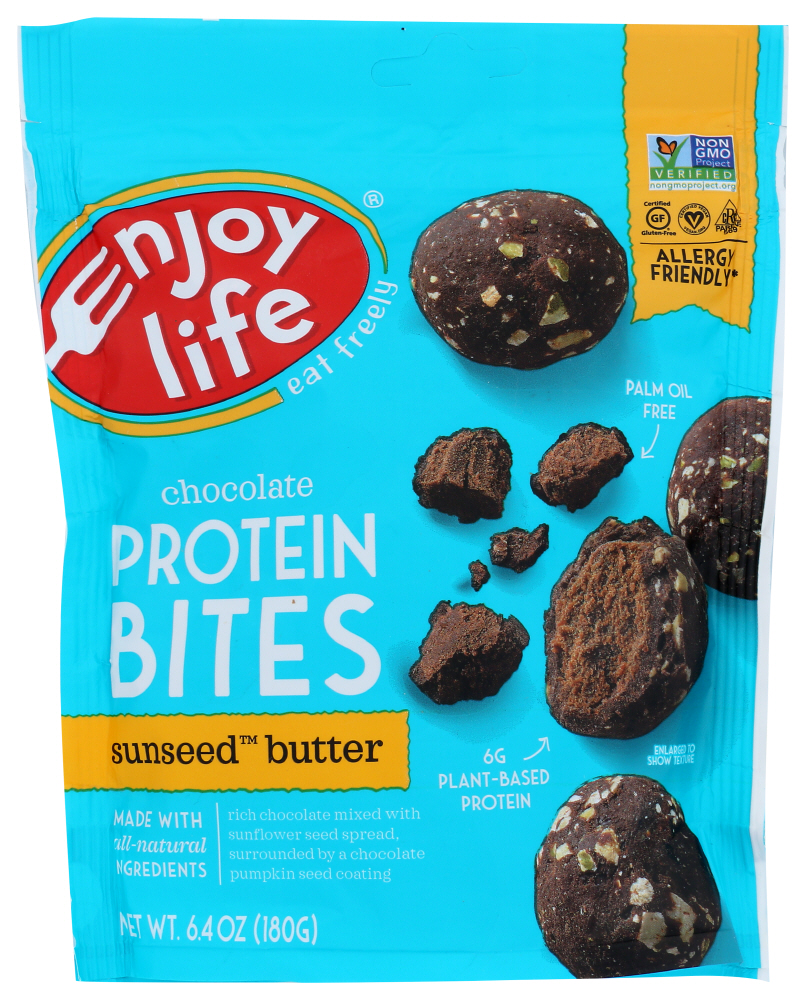 NON
GMO
Project
VERIFIED
nongmoproject.org
Certified
GF
Gluten-Free
CRC
PAREVE
ALLERGY
FRIENDLY*
enjoy
life
®
eat freely
PALM OIL
FREE
chocolate
PROTEIN
BITES
sunseed™ butter
6G
PLANT-BASED
PROTEIN
ENLARGED TO
SHOW TEXTURE
MADE WITH
all-natural
INGREDIENTS
rich chocolate mixed with
sunflower seed spread,
surrounded by a chocolate
pumpkin seed coating
NET WT. 6.4 OZ (180G)